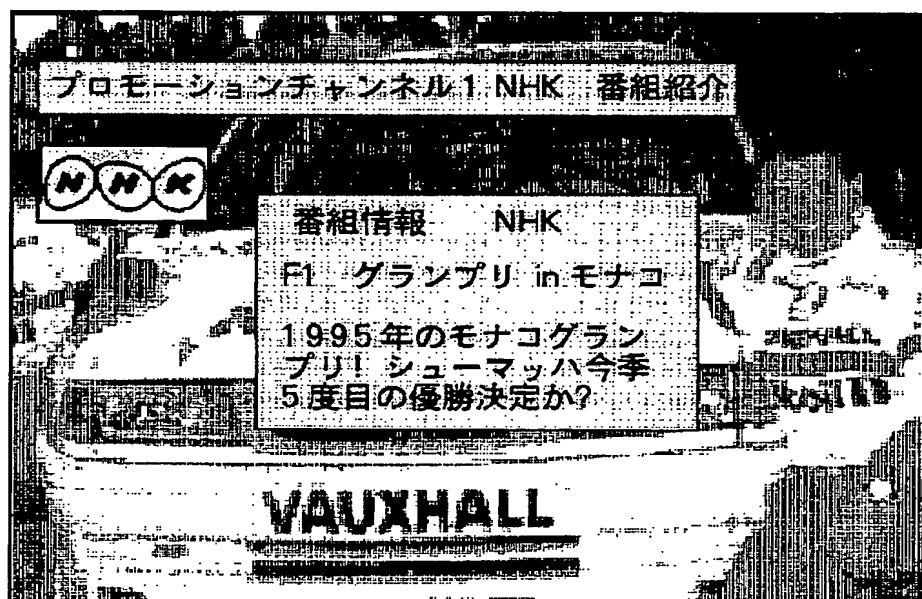 プロモーションチャンネル1 NHK 番組紹介
NHK
番組情報 NHK
F1 グランプリ in モナコ
1995年のモナコグラン
プリ! シューマッハ今季
5度目の優勝決定か?
VAUXHALL